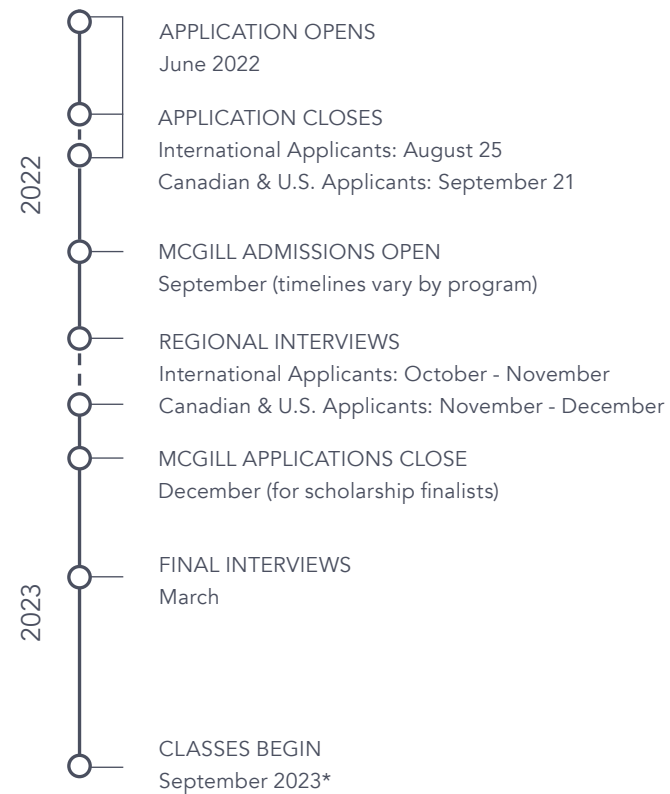 APPLICATION OPENS
June 2022
APPLICATION CLOSES
International Applicants: August 25
Canadian & U.S. Applicants: September 21
2022
MCGILL ADMISSIONS OPEN
September (timelines vary by program)
REGIONAL INTERVIEWS
International Applicants: October - November
Canadian & U.S. Applicants: November - December
MCGILL APPLICATIONS CLOSE
December (for scholarship finalists)
FINAL INTERVIEWS
March
2023
CLASSES BEGIN
September 2023*